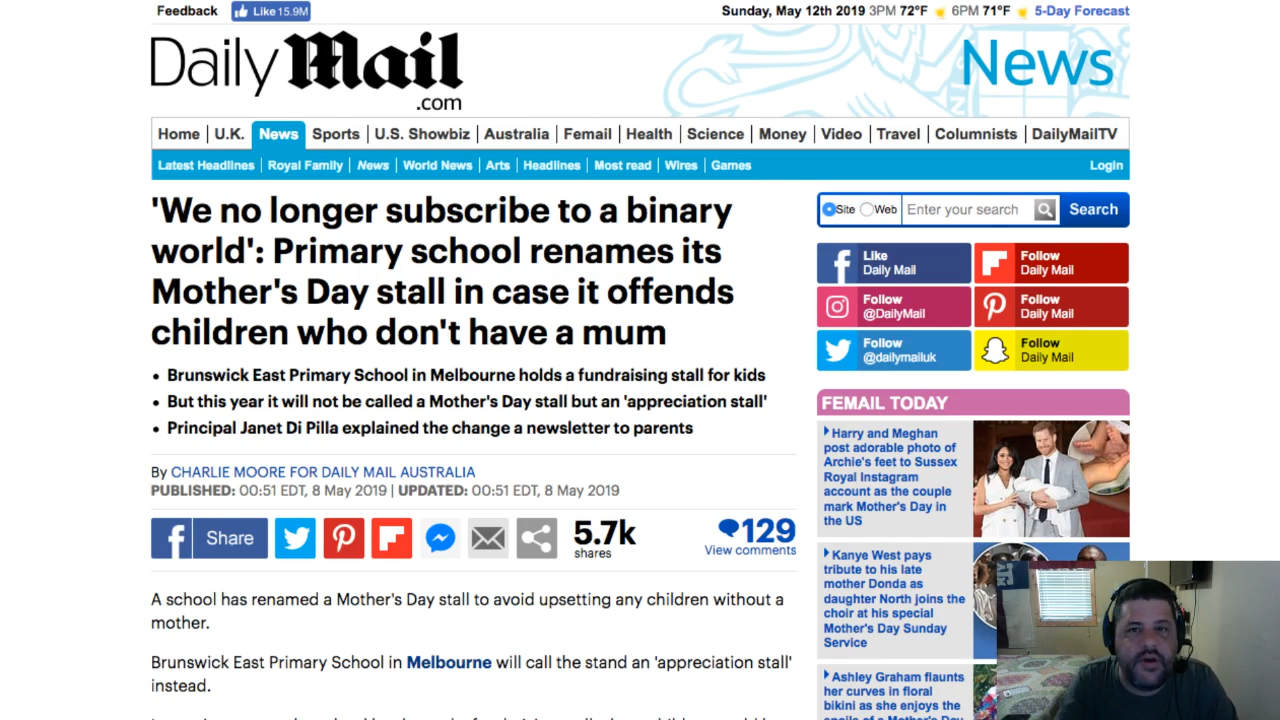 Feedback
Like 15.9M
Sunday, May 12th 2019 3PM 72°F 6PM 71°F 5-Day Forecast
Daily Mail
.com
News
Home U.K. News Sports U.S. Showbiz Australia Femail Health Science Money Video Travel Columnists DailyMailTV
Latest Headlines Royal Family News World News Arts Headlines Most read Wires Games Login
'We no longer subscribe to a binary
world': Primary school renames its
Mother's Day stall in case it offends
children who don't have a mum
• Brunswick East Primary School in Melbourne holds a fundraising stall for kids
• But this year it will not be called a Mother's Day stall but an 'appreciation stall'
• Principal Janet Di Pilla explained the change a newsletter to parents
By CHARLIE MOORE FOR DAILY MAIL AUSTRALIA
PUBLISHED: 00:51 EDT, 8 May 2019 | UPDATED: 00:51 EDT, 8 May 2019
Share
5.7k
shares
129
View comments
A school has renamed a Mother's Day stall to avoid upsetting any children without a
mother.
Brunswick East Primary School in Melbourne will call the stand an 'appreciation stall'
instead.
Site Web Enter your search Search
Like
Daily Mail
Follow
Daily Mail
Follow
@DailyMail
Follow
Daily Mail
Follow
@dailymailuk
Follow
Daily Mail
FEMAIL TODAY
Harry and Meghan
post adorable photo of
Archie's feet to Sussex
Royal Instagram
account as the couple
mark Mother's Day in
the US
Kanye West pays
tribute to his late
mother Donda as
daughter North joins the
choir at his special
Mother's Day Sunday
Service
Ashley Graham flaunts
her curves in floral
bikini as she enjoys the
spoils of a Mother's Day